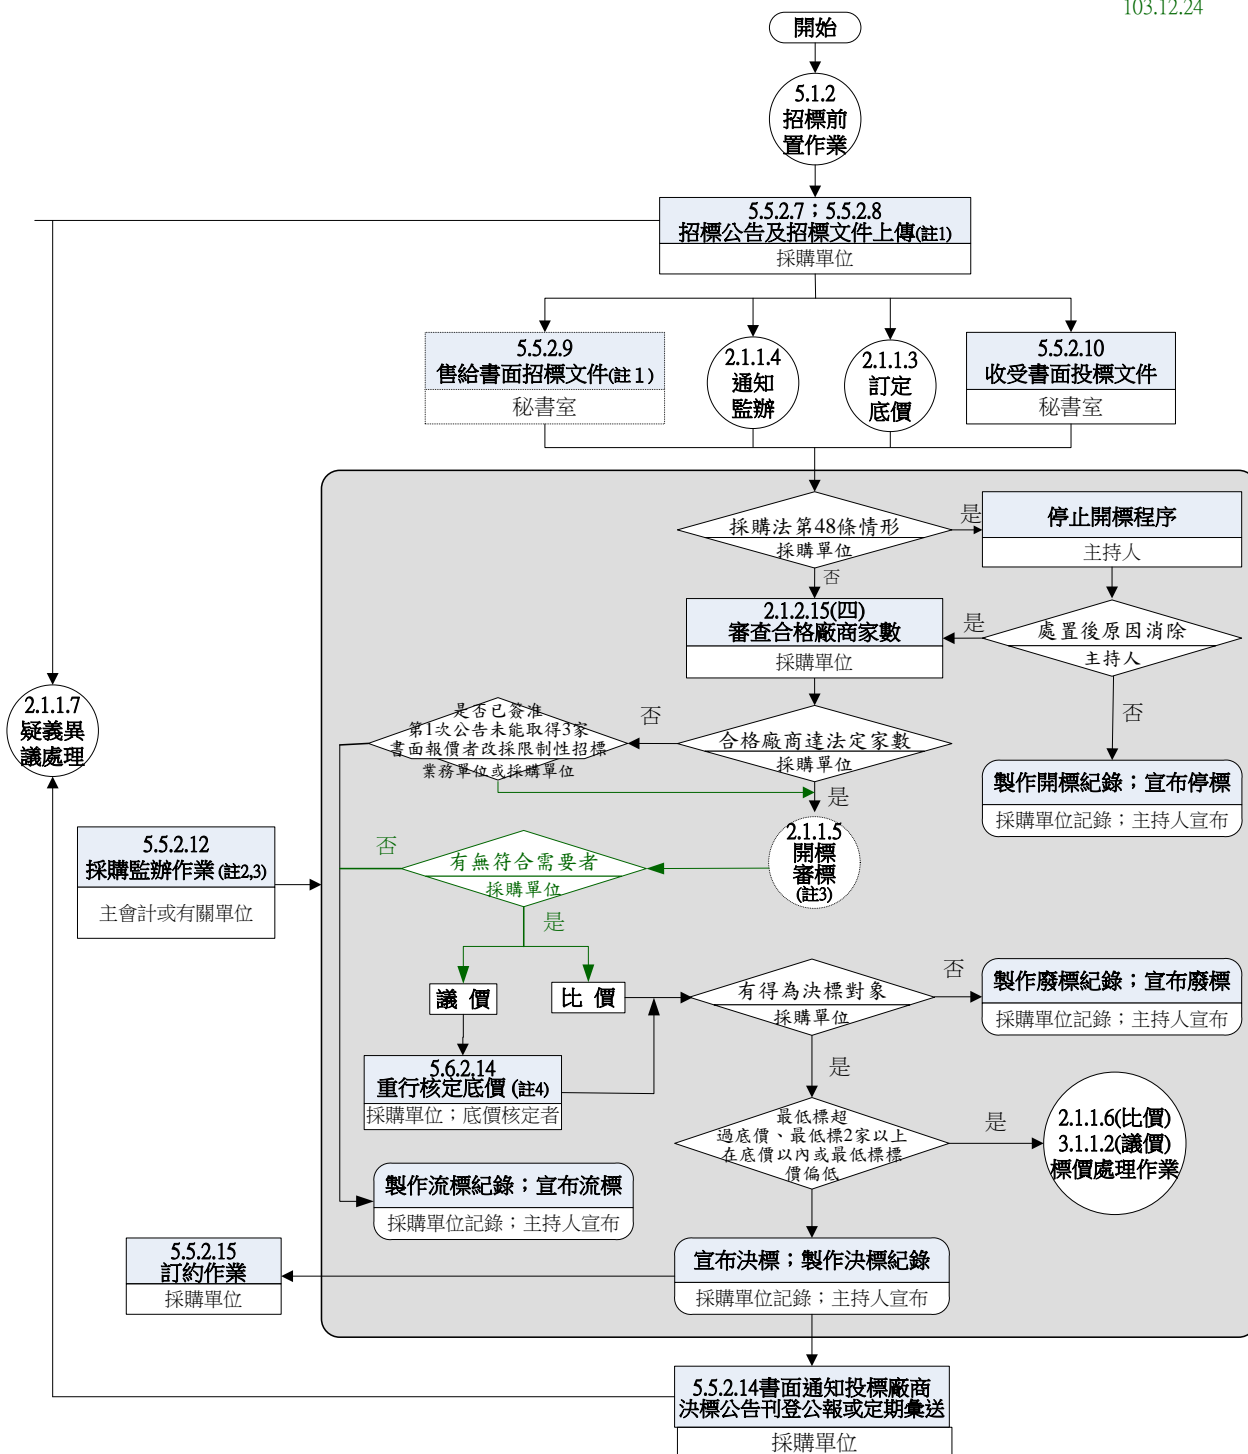 103.12.24
開始
5.1.2
招標前
置作業
5.5.2.7；5.5.2.8
招標公告及招標文件上傳(註1)
採購單位
5.5.2.9
售給書面招標文件(註１)
秘書室
2.1.1.4
通知
監辦
2.1.1.3
訂定
底價
5.5.2.10
收受書面投標文件
秘書室
採購法第48條情形
採購單位
是
否
停止開標程序
主持人
2.1.2.15(四)
審查合格廠商家數
採購單位
是
處置後原因消除
主持人
否
2.1.1.7
疑義異
議處理
是否已簽准
第1次公告未能取得3家
書面報價者改採限制性招標
業務單位或採購單位
否
合格廠商達法定家數
採購單位
是
製作開標紀錄；宣布停標
採購單位記錄；主持人宣布
5.5.2.12
採購監辦作業(註2,3)
主會計或有關單位
否
有無符合需要者
採購單位
是
2.1.1.5
開標
審標
(註3)
議 價
比 價
有得為決標對象
採購單位
否
是
製作廢標紀錄；宣布廢標
採購單位記錄；主持人宣布
5.6.2.14
重行核定底價(註4)
採購單位；底價核定者
最低標超
過底價、最低標2家以上
在底價以內或最低標標
價偏低
是
2.1.1.6(比價)
3.1.1.2(議價)
標價處理作業
製作流標紀錄；宣布流標
採購單位記錄；主持人宣布
5.5.2.15
訂約作業
採購單位
宣布決標；製作決標紀錄
採購單位記錄；主持人宣布
5.5.2.14書面通知投標廠商
決標公告刊登公報或定期彙送
採購單位